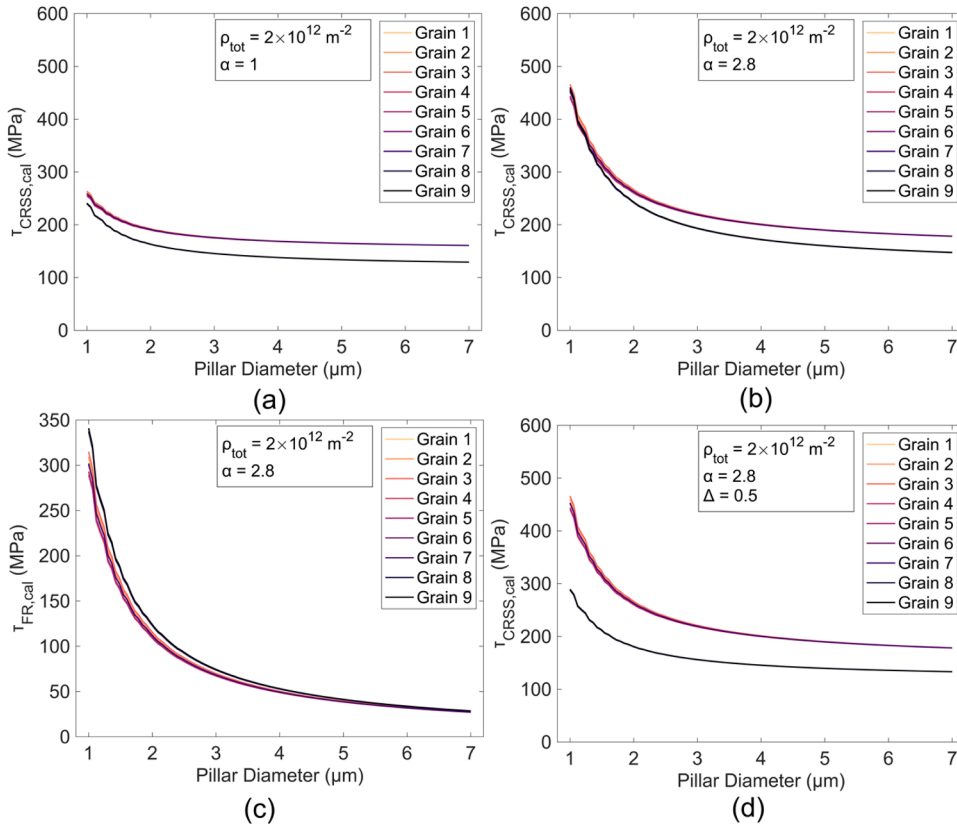 600
500
400
300
200
100
0
τCRSS,cal (MPa)
ρtot = 2×10¹² m⁻²
α = 1
Grain 1
Grain 2
Grain 3
Grain 4
Grain 5
Grain 6
Grain 7
Grain 8
Grain 9
1 2 3 4 5 6 7
Pillar Diameter (µm)
(a)
600
500
400
300
200
100
0
τCRSS,cal (MPa)
ρtot = 2×10¹² m⁻²
α = 2.8
Grain 1
Grain 2
Grain 3
Grain 4
Grain 5
Grain 6
Grain 7
Grain 8
Grain 9
1 2 3 4 5 6 7
Pillar Diameter (µm)
(b)
350
300
250
200
150
100
50
0
τFR,cal (MPa)
ρtot = 2×10¹² m⁻²
α = 2.8
Grain 1
Grain 2
Grain 3
Grain 4
Grain 5
Grain 6
Grain 7
Grain 8
Grain 9
1 2 3 4 5 6 7
Pillar Diameter (µm)
(c)
600
500
400
300
200
100
0
τCRSS,cal (MPa)
ρtot = 2×10¹² m⁻²
α = 2.8
Δ = 0.5
Grain 1
Grain 2
Grain 3
Grain 4
Grain 5
Grain 6
Grain 7
Grain 8
Grain 9
1 2 3 4 5 6 7
Pillar Diameter (µm)
(d)